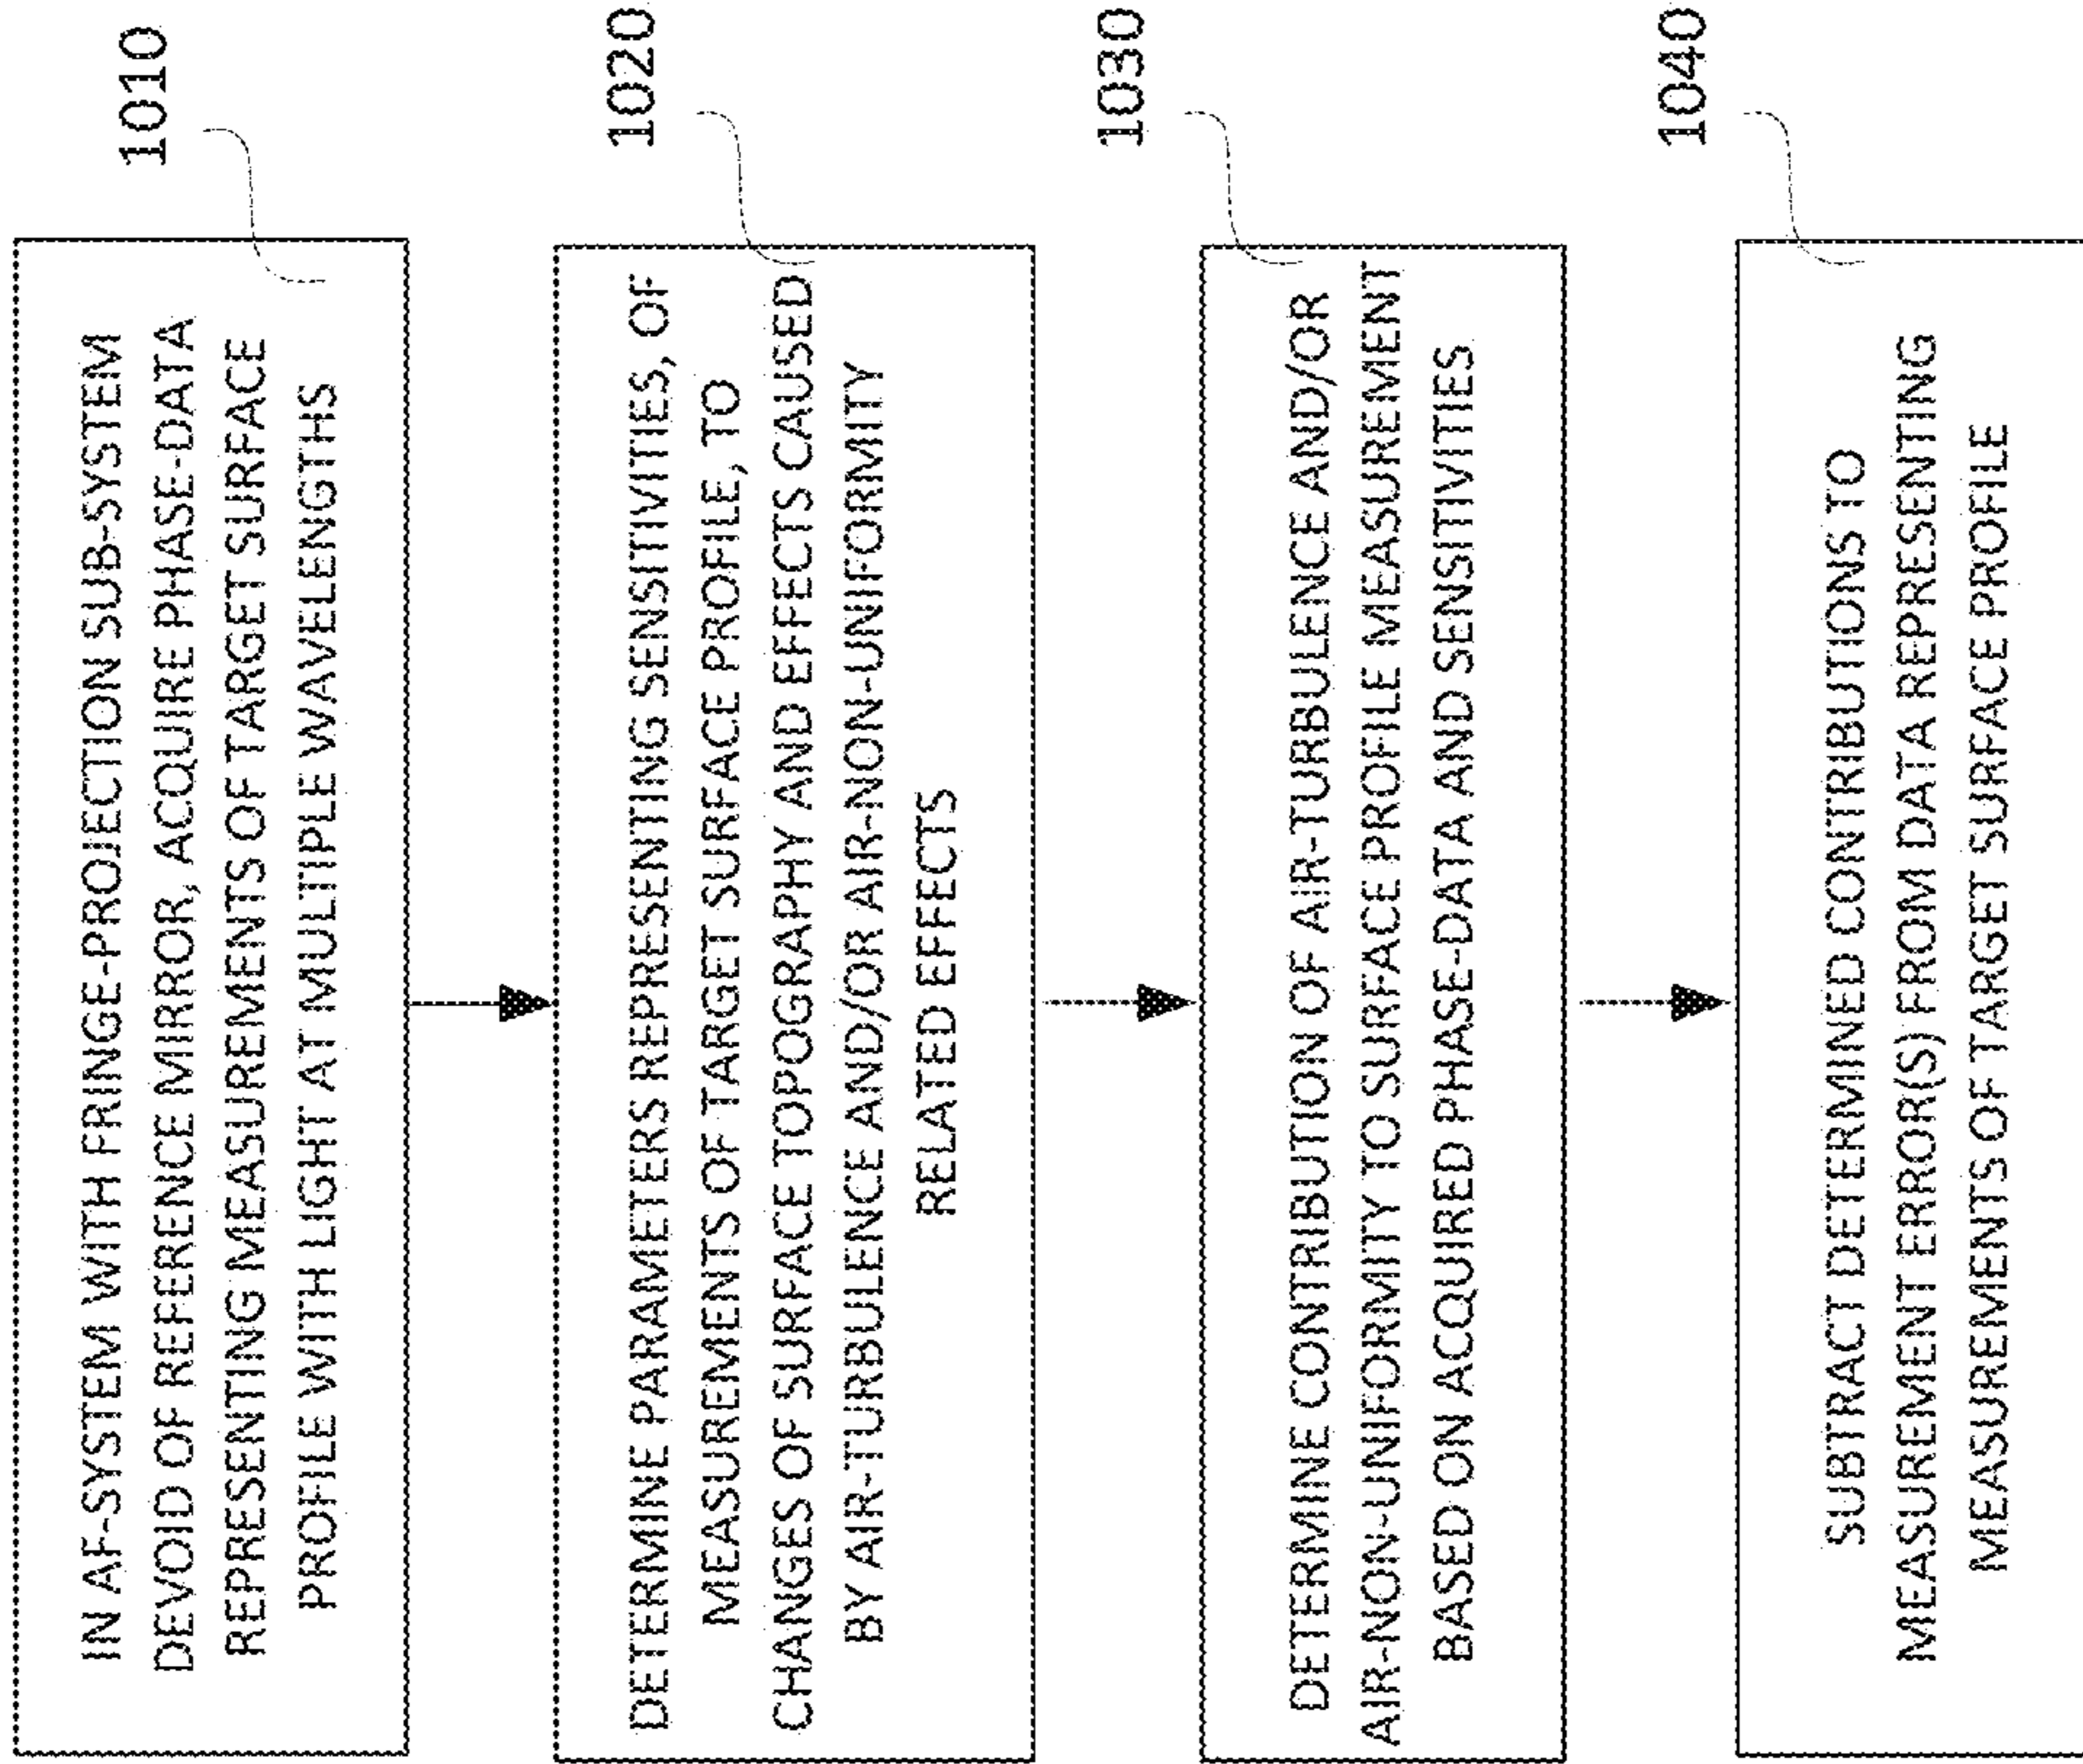 1010
IN AF-SYSTEM WITH FRINGE-PROJECTION SUB-SYSTEM
DEVOID OF REFERENCE MIRROR, ACQUIRE PHASE-DATA
REPRESENTING MEASUREMENTS OF TARGET SURFACE
PROFILE WITH LIGHT AT MULTIPLE WAVELENGTHS
1020
DETERMINE PARAMETERS REPRESENTING SENSITIVITIES, OF
MEASUREMENTS OF TARGET SURFACE PROFILE, TO
CHANGES OF SURFACE TOPOGRAPHY AND EFFECTS CAUSED
BY AIR-TURBULENCE AND/OR AIR-NON-UNIFORMITY
RELATED EFFECTS
1030
DETERMINE CONTRIBUTION OF AIR-TURBULENCE AND/OR
AIR-NON-UNIFORMITY TO SURFACE PROFILE MEASUREMENT
BASED ON ACQUIRED PHASE-DATA AND SENSITIVITIES
1040
SUBTRACT DETERMINED CONTRIBUTIONS TO
MEASUREMENT ERROR(S) FROM DATA REPRESENTING
MEASUREMENTS OF TARGET SURFACE PROFILE